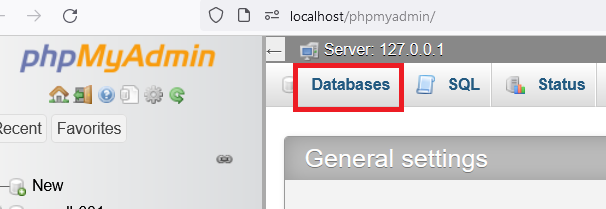 localhost/phpmyadmin/
phpMyAdmin
Server: 127.0.0.1
Databases
SQL
Status
Recent
Favorites
General settings
New